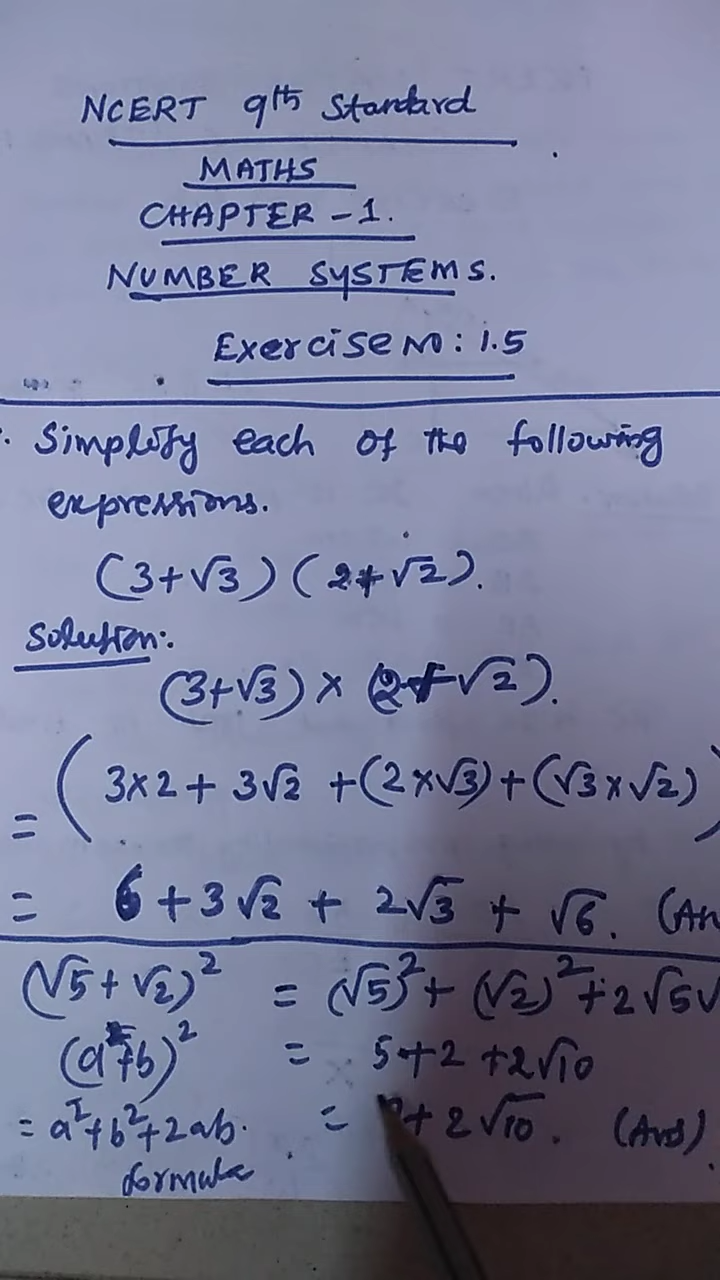 NCERT 9th Standard
MATHS
CHAPTER - 1.
NUMBER SYSTEMS.
Exercise NO: 1.5
Simplify each of the following
expressions.
(3+√3) (2+√2).
Solution:
(3+√3) × (2+√2).
= (3×2 + 3√2 + (2×√3) + (√3×√2)
= 6 + 3√2 + 2√3 + √6. (An
(√5+√2)² = (√5)² + (√2)² + 2√5√
(a+b)² = 5+2 +2√10
= a²+b²+2ab. = + 2√10. (Ans).
formula